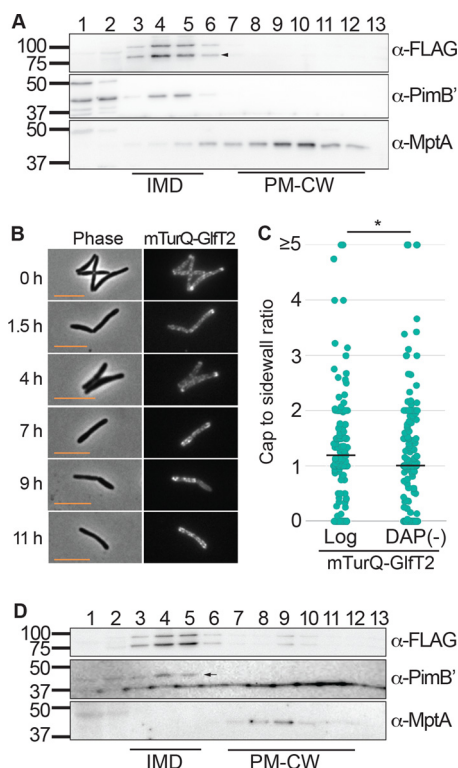 A
1 2 3 4 5 6 7 8 9 10 11 12 13
100
75
α-FLAG
50
37
α-PimB'
50
37
α-MptA
IMD PM-CW
B
Phase mTurQ-GlfT2
0 h
1.5 h
4 h
7 h
9 h
11 h
C
*
≥5
4
3
2
1
0
Cap to sidewall ratio
Log DAP(-)
mTurQ-GlfT2
D
1 2 3 4 5 6 7 8 9 10 11 12 13
100
75
α-FLAG
50
37
α-PimB'
50
37
α-MptA
IMD PM-CW